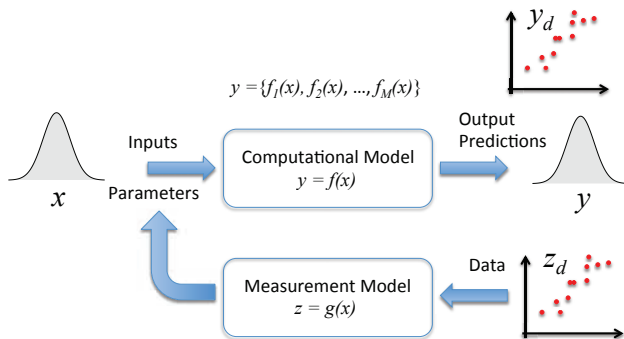 y_d
y = {f_1(x), f_2(x), ..., f_M(x)}
Inputs
Parameters
x
Computational Model
y = f(x)
Output
Predictions
y
Measurement Model
z = g(x)
Data
z_d